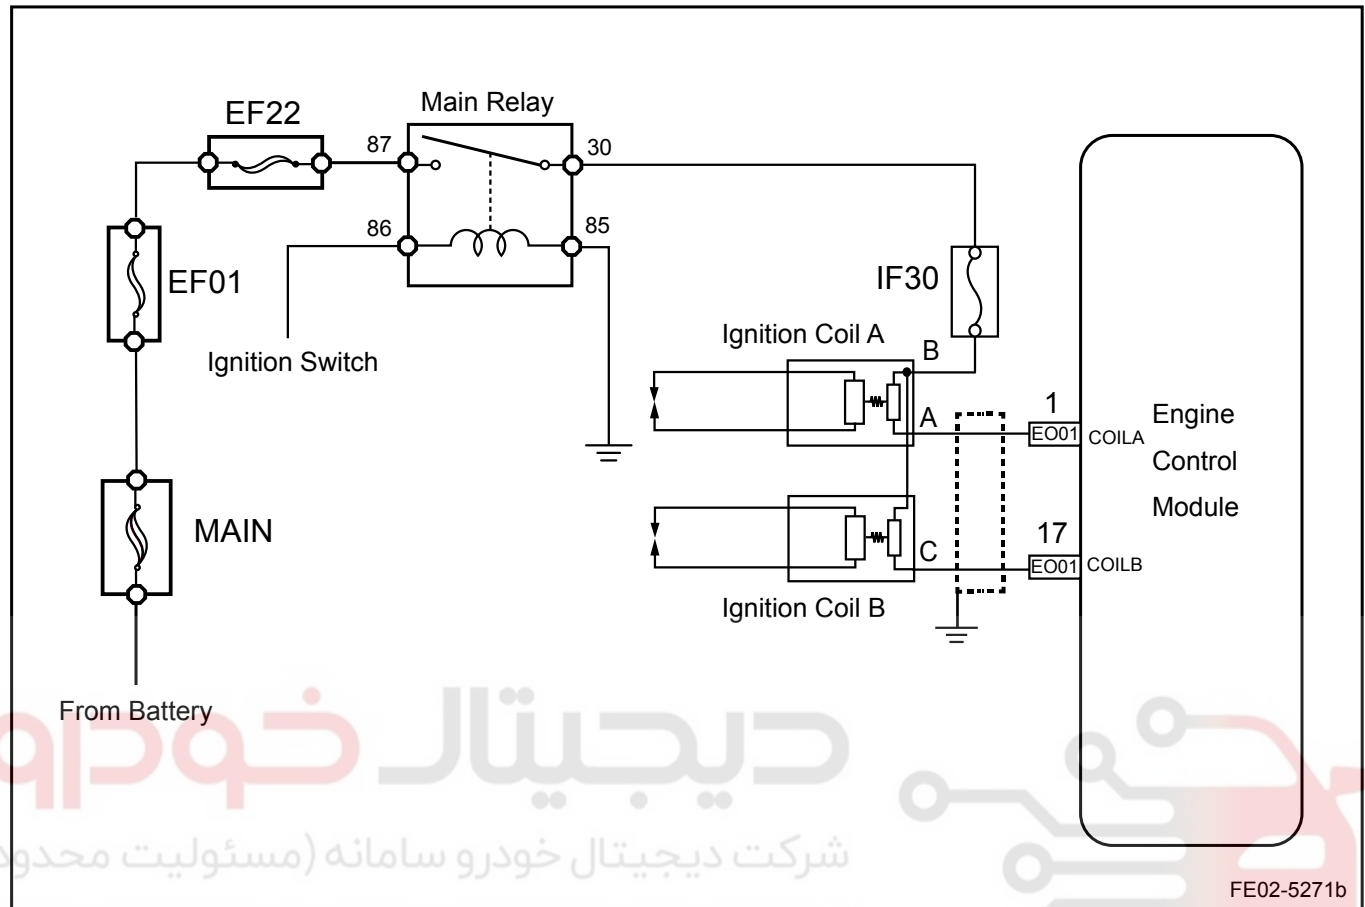 Main Relay
EF22
87
30
86
85
EF01
IF30
Ignition Switch
Ignition Coil A
B
A
1
EO01
COILA
Engine
Control
Module
MAIN
C
17
EO01
COILB
Ignition Coil B
From Battery
دیجیتال خودرو
شرکت دیجیتال خودرو سامانه (مسئولیت محدود
FE02-5271b